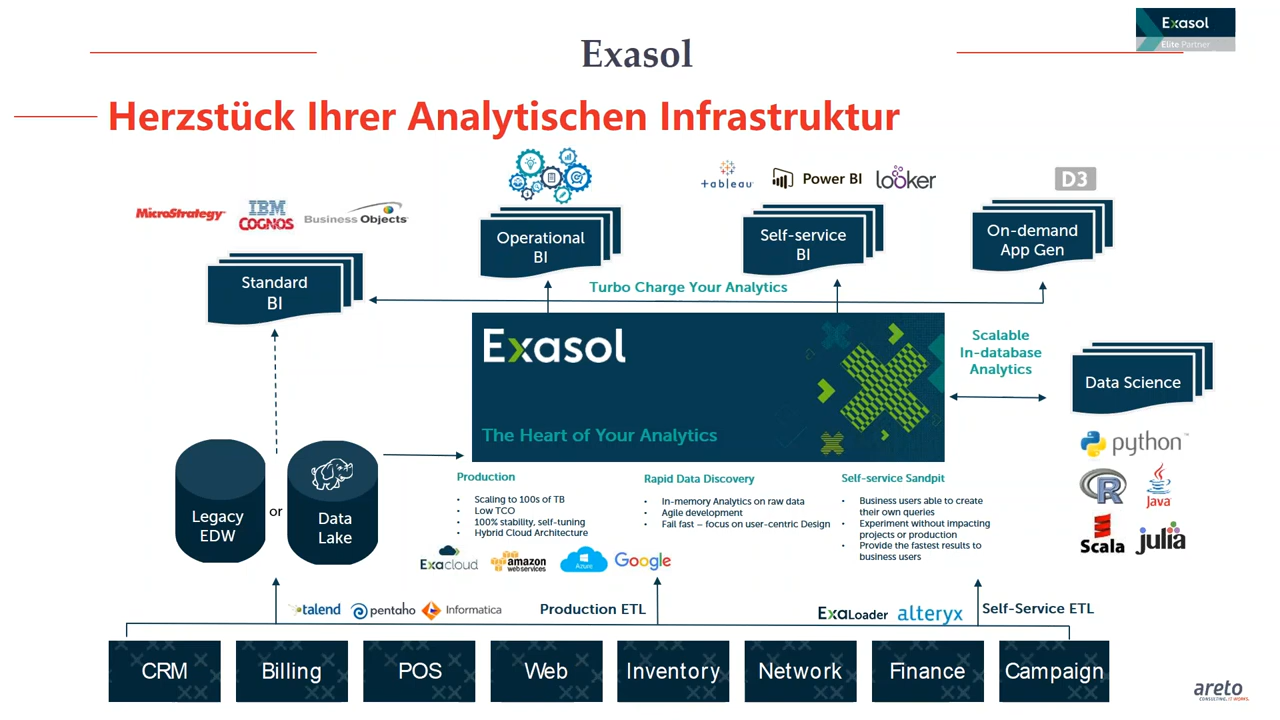 Exasol
Elite Partner
Exasol
Herzstück Ihrer Analytischen Infrastruktur
MicroStrategy
IBM
COGNOS
Business Objects
+ableau
Power BI
looker
D3
Standard
BI
Operational
BI
Self-service
BI
On-demand
App Gen
Turbo Charge Your Analytics
Exasol
The Heart of Your Analytics
Scalable
In-database
Analytics
Data Science
python
R
Java
Scala
julia
Legacy
EDW
or
Data
Lake
Production
• Scaling to 100s of TB
• Low TCO
• 100% stability, self-tuning
• Hybrid Cloud Architecture
Rapid Data Discovery
• In-memory Analytics on raw data
• Agile development
• Fail fast – focus on user-centric Design
Self-service Sandpit
• Business users able to create
their own queries
• Experiment without impacting
projects or production
• Provide the fastest results to
business users
Exacloud
amazon
web services
Azure
Google
talend
pentaho
Informatica
Production ETL
ExaLoader
alteryx
Self-Service ETL
CRM
Billing
POS
Web
Inventory
Network
Finance
Campaign
areto
CONSULTING. IT WORKS.